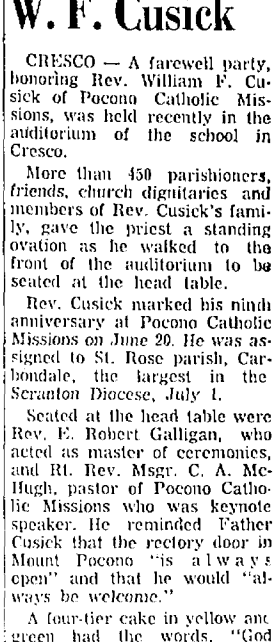 W. F. Cusick
CRESCO — A farewell party,
honoring Rev. William F. Cu-
sick of Pocono Catholic Mis-
sions, was held recently in the
auditorium of the school in
Cresco.
More than 450 parishioners,
friends, church dignitaries and
members of Rev. Cusick's fami-
ly, gave the priest a standing
ovation as he walked to the
front of the auditorium to be
seated at the head table.
Rev. Cusick marked his ninth
anniversary at Pocono Catholic
Missions on June 20. He was as-
signed to St. Rose parish, Car-
bondale, the largest in the
Scranton Diocese, July 1.
Seated at the head table were
Rev. E. Robert Galligan, who
acted as master of ceremonies,
and Rt. Rev. Msgr. C. A. Mc-
Hugh, pastor of Pocono Catho-
lic Missions who was keynote
speaker. He reminded Father
Cusick that the rectory door in
Mount Pocono "is always
open" and that he would "al-
ways be welcome."
A four-tier cake in yellow and
green had the words, "God